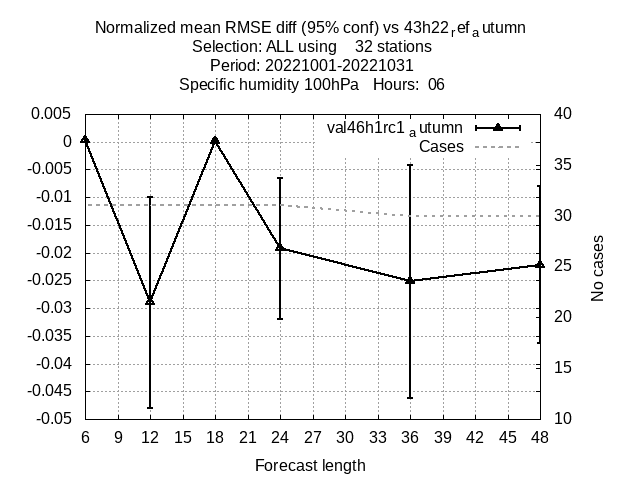 Normalized mean RMSE diff (95% conf) vs 43h22refautumn
Selection: ALL using 32 stations
Period: 20221001-20221031
Specific humidity 100hPa Hours: 06
0.005
0
-0.005
-0.01
-0.015
-0.02
-0.025
-0.03
-0.035
-0.04
-0.045
-0.05
val46h1rc1autumn
Cases
40
35
30
25
20
15
10
No cases
6 9 12 15 18 21 24 27 30 33 36 39 42 45 48
Forecast length